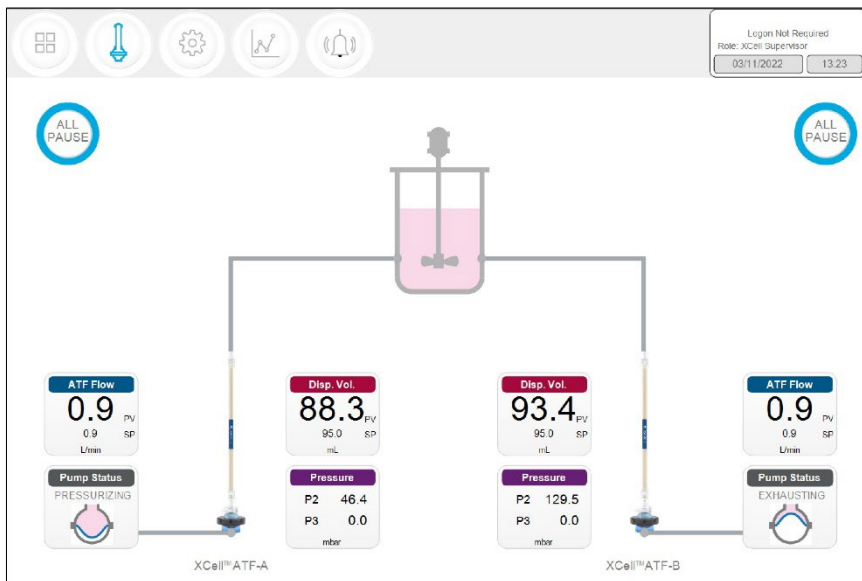 Logon Not Required
Role: XCell Supervisor
03/11/2022 13:23
ALL
PAUSE
ALL
PAUSE
ATF Flow
0.9 PV
0.9 SP
L/min
Disp. Vol.
88.3 PV
95.0 SP
mL
Disp. Vol.
93.4 PV
95.0 SP
mL
ATF Flow
0.9 PV
0.9 SP
L/min
Pump Status
PRESSURIZING
Pressure
P2 46.4
P3 0.0
mbar
Pressure
P2 129.5
P3 0.0
mbar
Pump Status
EXHAUSTING
XCell™ATF-A
XCell™ATF-B